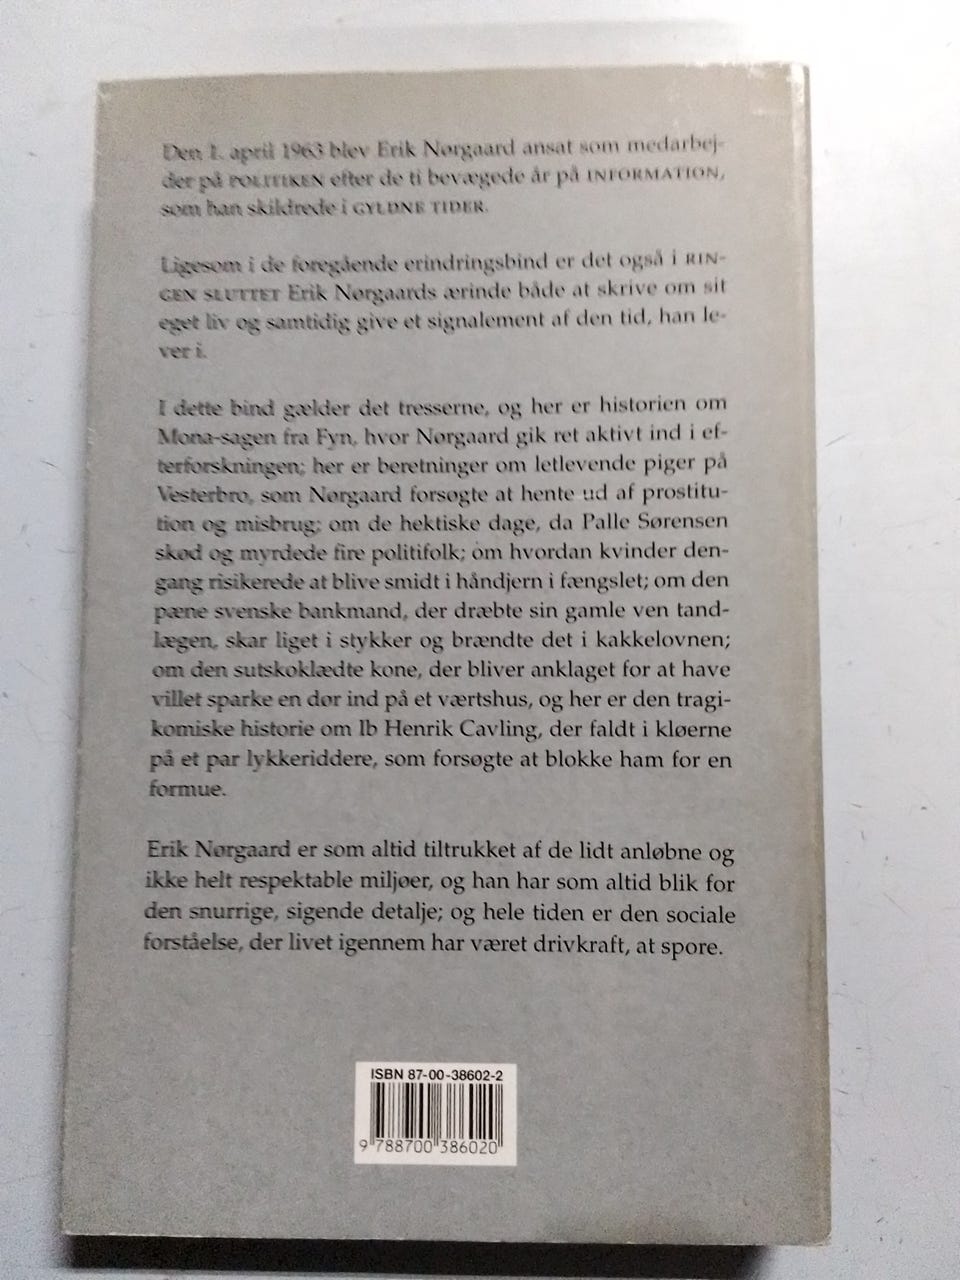 Den 1. april 1963 blev Erik Nørgaard ansat som medarbej-
der på POLITIKEN efter de ti bevægede år på INFORMATION,
som han skildrede i GYLDNE TIDER.
Ligesom i de foregående erindringsbind er det også i RIN-
GEN SLUTTET Erik Nørgaards ærinde både at skrive om sit
eget liv og samtidig give et signalement af den tid, han le-
ver i.
I dette bind gælder det tresserne, og her er historien om
Mona-sagen fra Fyn, hvor Nørgaard gik ret aktivt ind i ef-
terforskningen; her er beretninger om letlevende piger på
Vesterbro, som Nørgaard forsøgte at hente ud af prostitu-
tion og misbrug; om de hektiske dage, da Palle Sørensen
skød og myrdede fire politifolk; om hvordan kvinder den-
gang risikerede at blive smidt i håndjern i fængslet; om den
pæne svenske bankmand, der dræbte sin gamle ven tand-
lægen, skar liget i stykker og brændte det i kakkelovnen;
om den sutskoklædte kone, der bliver anklaget for at have
villet sparke en dør ind på et værtshus, og her er den tragi-
komiske historie om Ib Henrik Cavling, der faldt i kløerne
på et par lykkeriddere, som forsøgte at blokke ham for en
formue.
Erik Nørgaard er som altid tiltrukket af de lidt anløbne og
ikke helt respektable miljøer, og han har som altid blik for
den snurrige, sigende detalje; og hele tiden er den sociale
forståelse, der livet igennem har været drivkraft, at spore.
ISBN 87-00-38602-2
9 788700 386020